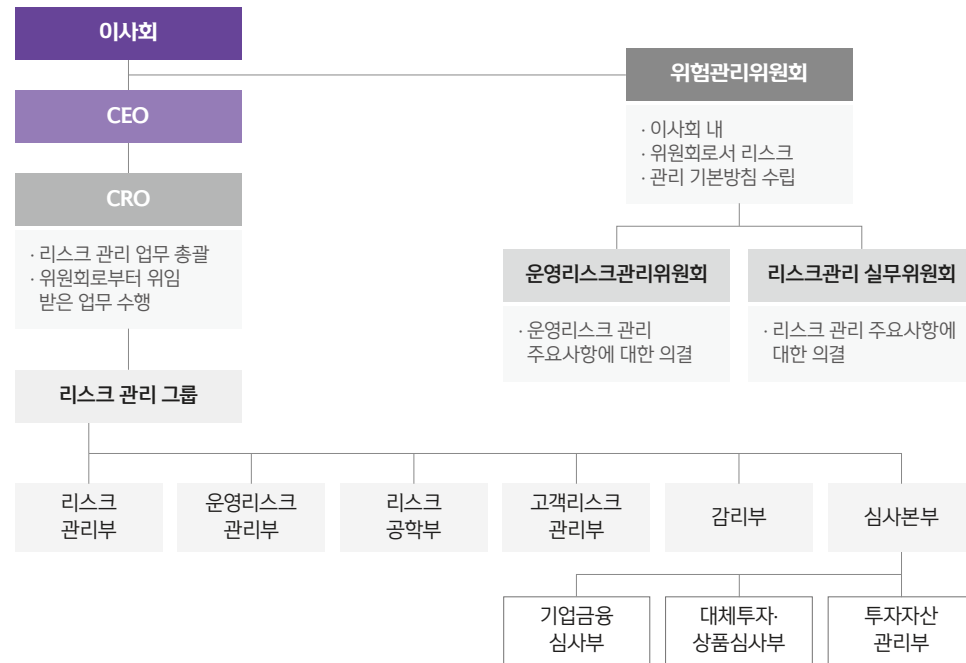 이사회
위험관리위원회
· 이사회 내
· 위원회로서 리스크
· 관리 기본방침 수립
CEO
CRO
· 리스크 관리 업무 총괄
· 위원회로부터 위임
받은 업무 수행
운영리스크관리위원회
· 운영리스크 관리
주요사항에 대한 의결
리스크관리 실무위원회
· 리스크 관리 주요사항에
대한 의결
리스크 관리 그룹
리스크
관리부
운영리스크
관리부
리스크
공학부
고객리스크
관리부
감리부
심사본부
기업금융
심사부
대체투자·
상품심사부
투자자산
관리부